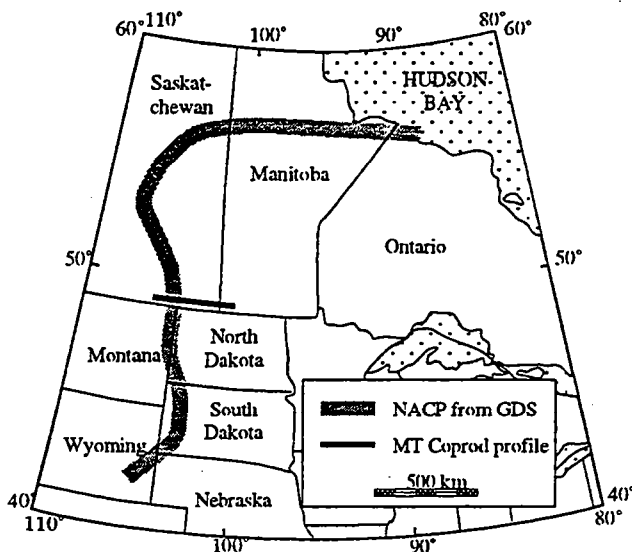 60° 110°
100°
80° 60°
Saskat-
chewan
HUDSON
BAY
Manitoba
Ontario
50°
50°
Montana
North
Dakota
South
Dakota
Wyoming
Nebraska
NACP from GDS
MT Coprod profile
500 km
40°
110°
100°
90°
40°
80°